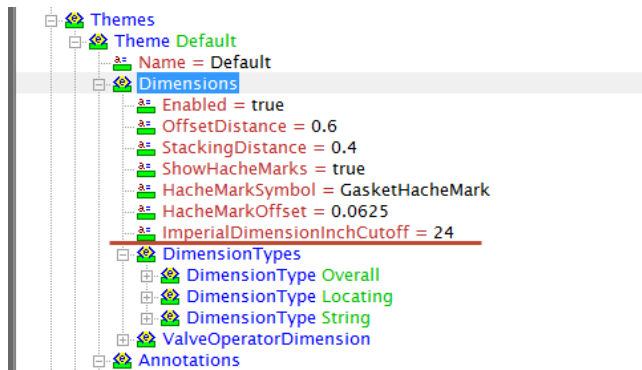 Themes
Theme Default
Name = Default
Dimensions
Enabled = true
OffsetDistance = 0.6
StackingDistance = 0.4
ShowHacheMarks = true
HacheMarkSymbol = GasketHacheMark
HacheMarkOffset = 0.0625
ImperialDimensionInchCutoff = 24
DimensionTypes
DimensionType Overall
DimensionType Locating
DimensionType String
ValveOperatorDimension
Annotations